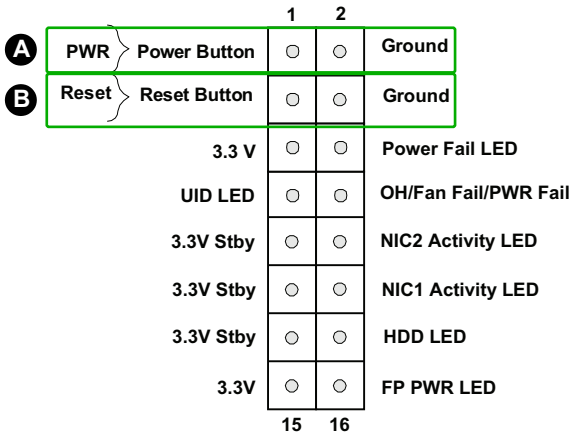 1 2
A PWR Power Button Ground
B Reset Reset Button Ground
3.3 V Power Fail LED
UID LED OH/Fan Fail/PWR Fail
3.3V Stby NIC2 Activity LED
3.3V Stby NIC1 Activity LED
3.3V Stby HDD LED
3.3V FP PWR LED
15 16